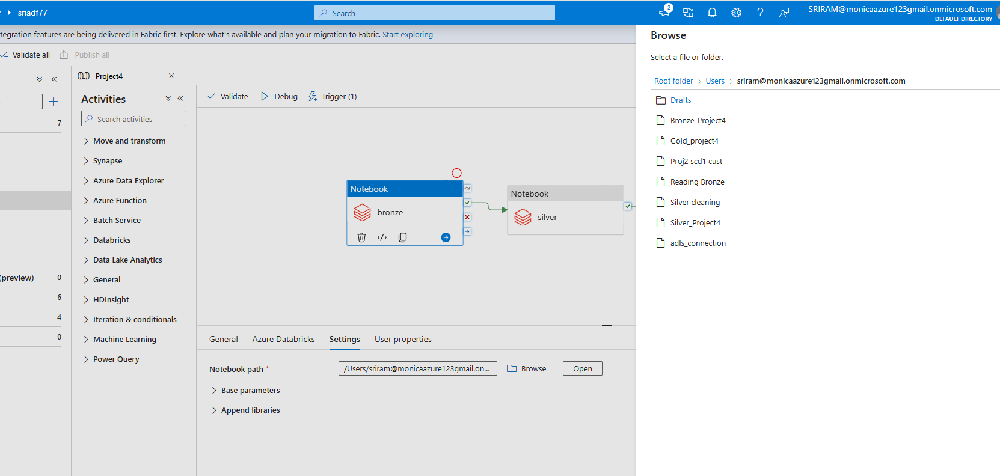 sriadf77
Search
2
SRIRAM@monicaazure123gmail.onmicrosoft.com
DEFAULT DIRECTORY
tegration features are being delivered in Fabric first. Explore what's available and plan your migration to Fabric. Start exploring
Validate all
Publish all
7
(preview) 0
6
4
0
Project4
Activities
Search activities
Move and transform
Synapse
Azure Data Explorer
Azure Function
Batch Service
Databricks
Data Lake Analytics
General
HDInsight
Iteration & conditionals
Machine Learning
Power Query
Validate
Debug
Trigger (1)
Notebook
bronze
Notebook
silver
General
Azure Databricks
Settings
User properties
Notebook path *
/Users/sriram@monicaazure123gmail.on...
Browse
Open
Base parameters
Append libraries
Browse
Select a file or folder.
Root folder > Users > sriram@monicaazure123gmail.onmicrosoft.com
Drafts
Bronze_Project4
Gold_project4
Proj2 scd1 cust
Reading Bronze
Silver cleaning
Silver_Project4
adls_connection